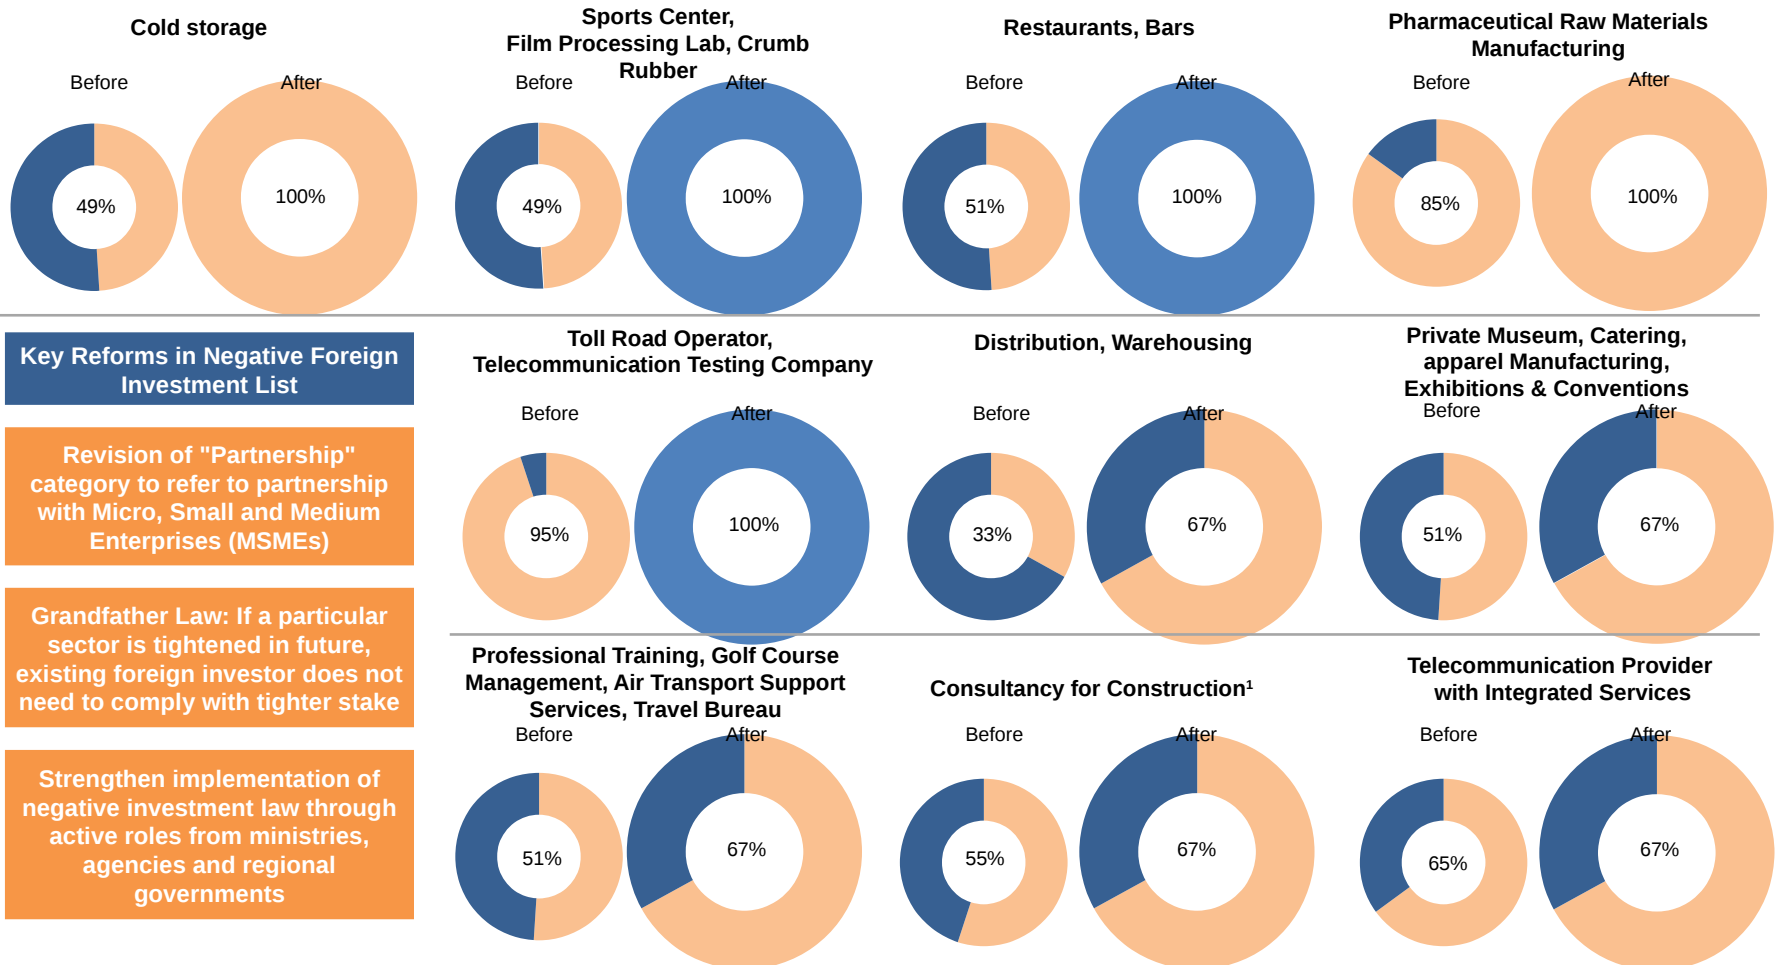 Cold storage
Before
After
49%
100%
Sports Center,
Film Processing Lab, Crumb
Rubber
Before
After
49%
100%
Restaurants, Bars
Before
After
51%
100%
Pharmaceutical Raw Materials
Manufacturing
Before
After
85%
100%
Key Reforms in Negative Foreign
Investment List
Revision of "Partnership"
category to refer to partnership
with Micro, Small and Medium
Enterprises (MSMEs)
Grandfather Law: If a particular
sector is tightened in future,
existing foreign investor does not
need to comply with tighter stake
Strengthen implementation of
negative investment law through
active roles from ministries,
agencies and regional
governments
Toll Road Operator,
Telecommunication Testing Company
Before
After
95%
100%
Distribution, Warehousing
Before
After
33%
67%
Private Museum, Catering,
apparel Manufacturing,
Exhibitions & Conventions
Before
After
51%
67%
Professional Training, Golf Course
Management, Air Transport Support
Services, Travel Bureau
Before
After
51%
67%
Consultancy for Construction¹
Before
After
55%
67%
Telecommunication Provider
with Integrated Services
Before
After
65%
67%